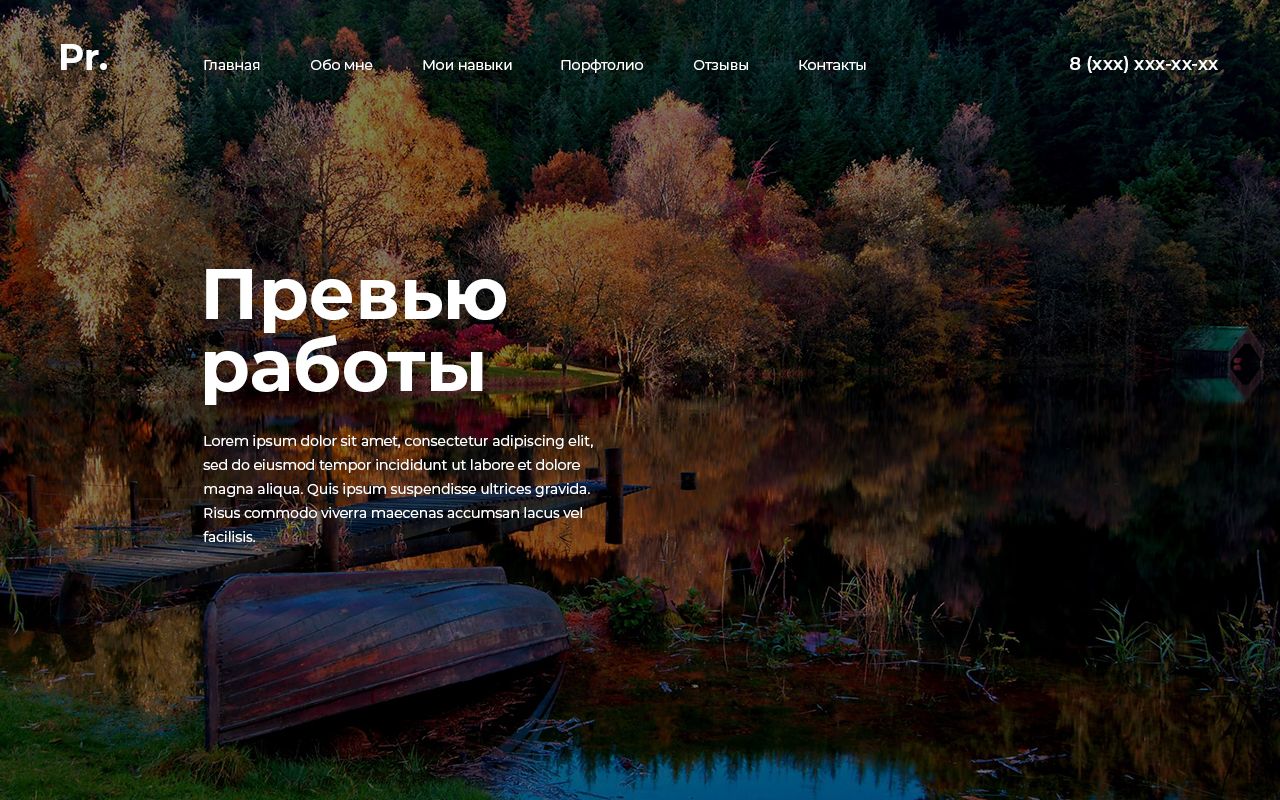 Pr.
Главная Обо мне Мои навыки Порфтолио Отзывы Контакты
8 (xxx) xxx-xx-xx
Превью
работы
Lorem ipsum dolor sit amet, consectetur adipiscing elit,
sed do eiusmod tempor incididunt ut labore et dolore
magna aliqua. Quis ipsum suspendisse ultrices gravida.
Risus commodo viverra maecenas accumsan lacus vel
facilisis.